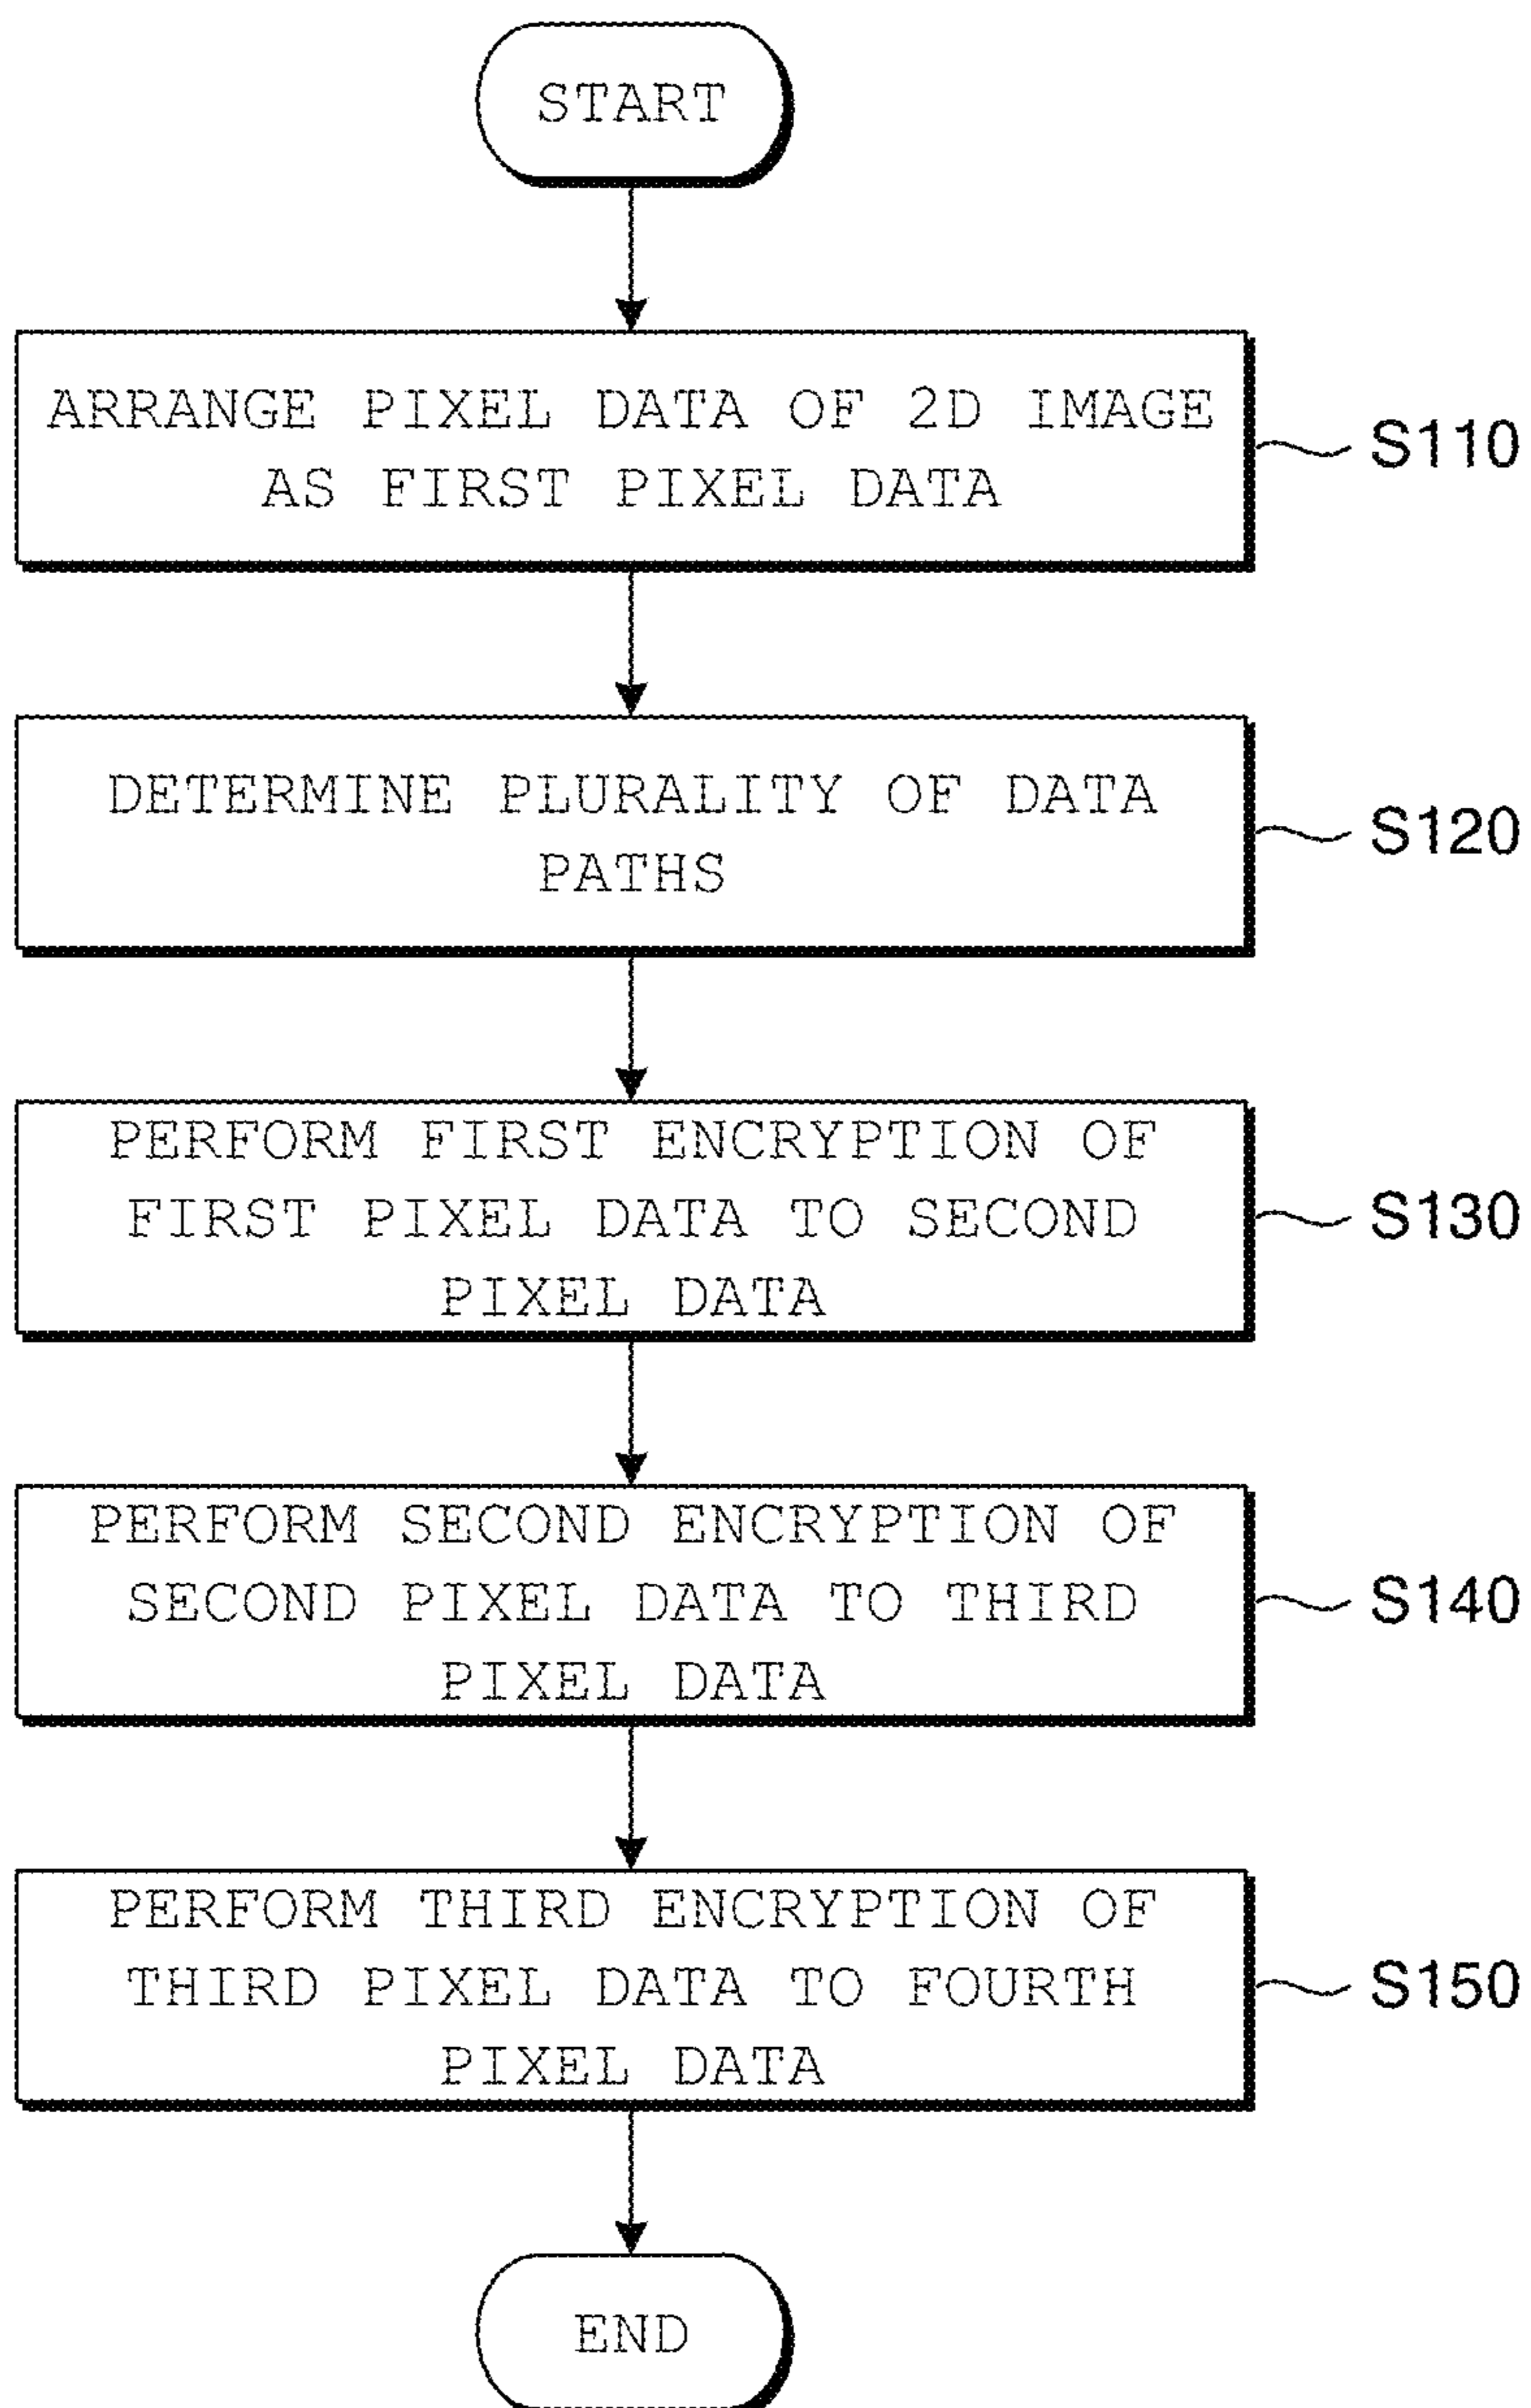 START
ARRANGE PIXEL DATA OF 2D IMAGE
AS FIRST PIXEL DATA
S110
DETERMINE PLURALITY OF DATA
PATHS
S120
PERFORM FIRST ENCRYPTION OF
FIRST PIXEL DATA TO SECOND
PIXEL DATA
S130
PERFORM SECOND ENCRYPTION OF
SECOND PIXEL DATA TO THIRD
PIXEL DATA
S140
PERFORM THIRD ENCRYPTION OF
THIRD PIXEL DATA TO FOURTH
PIXEL DATA
S150
END